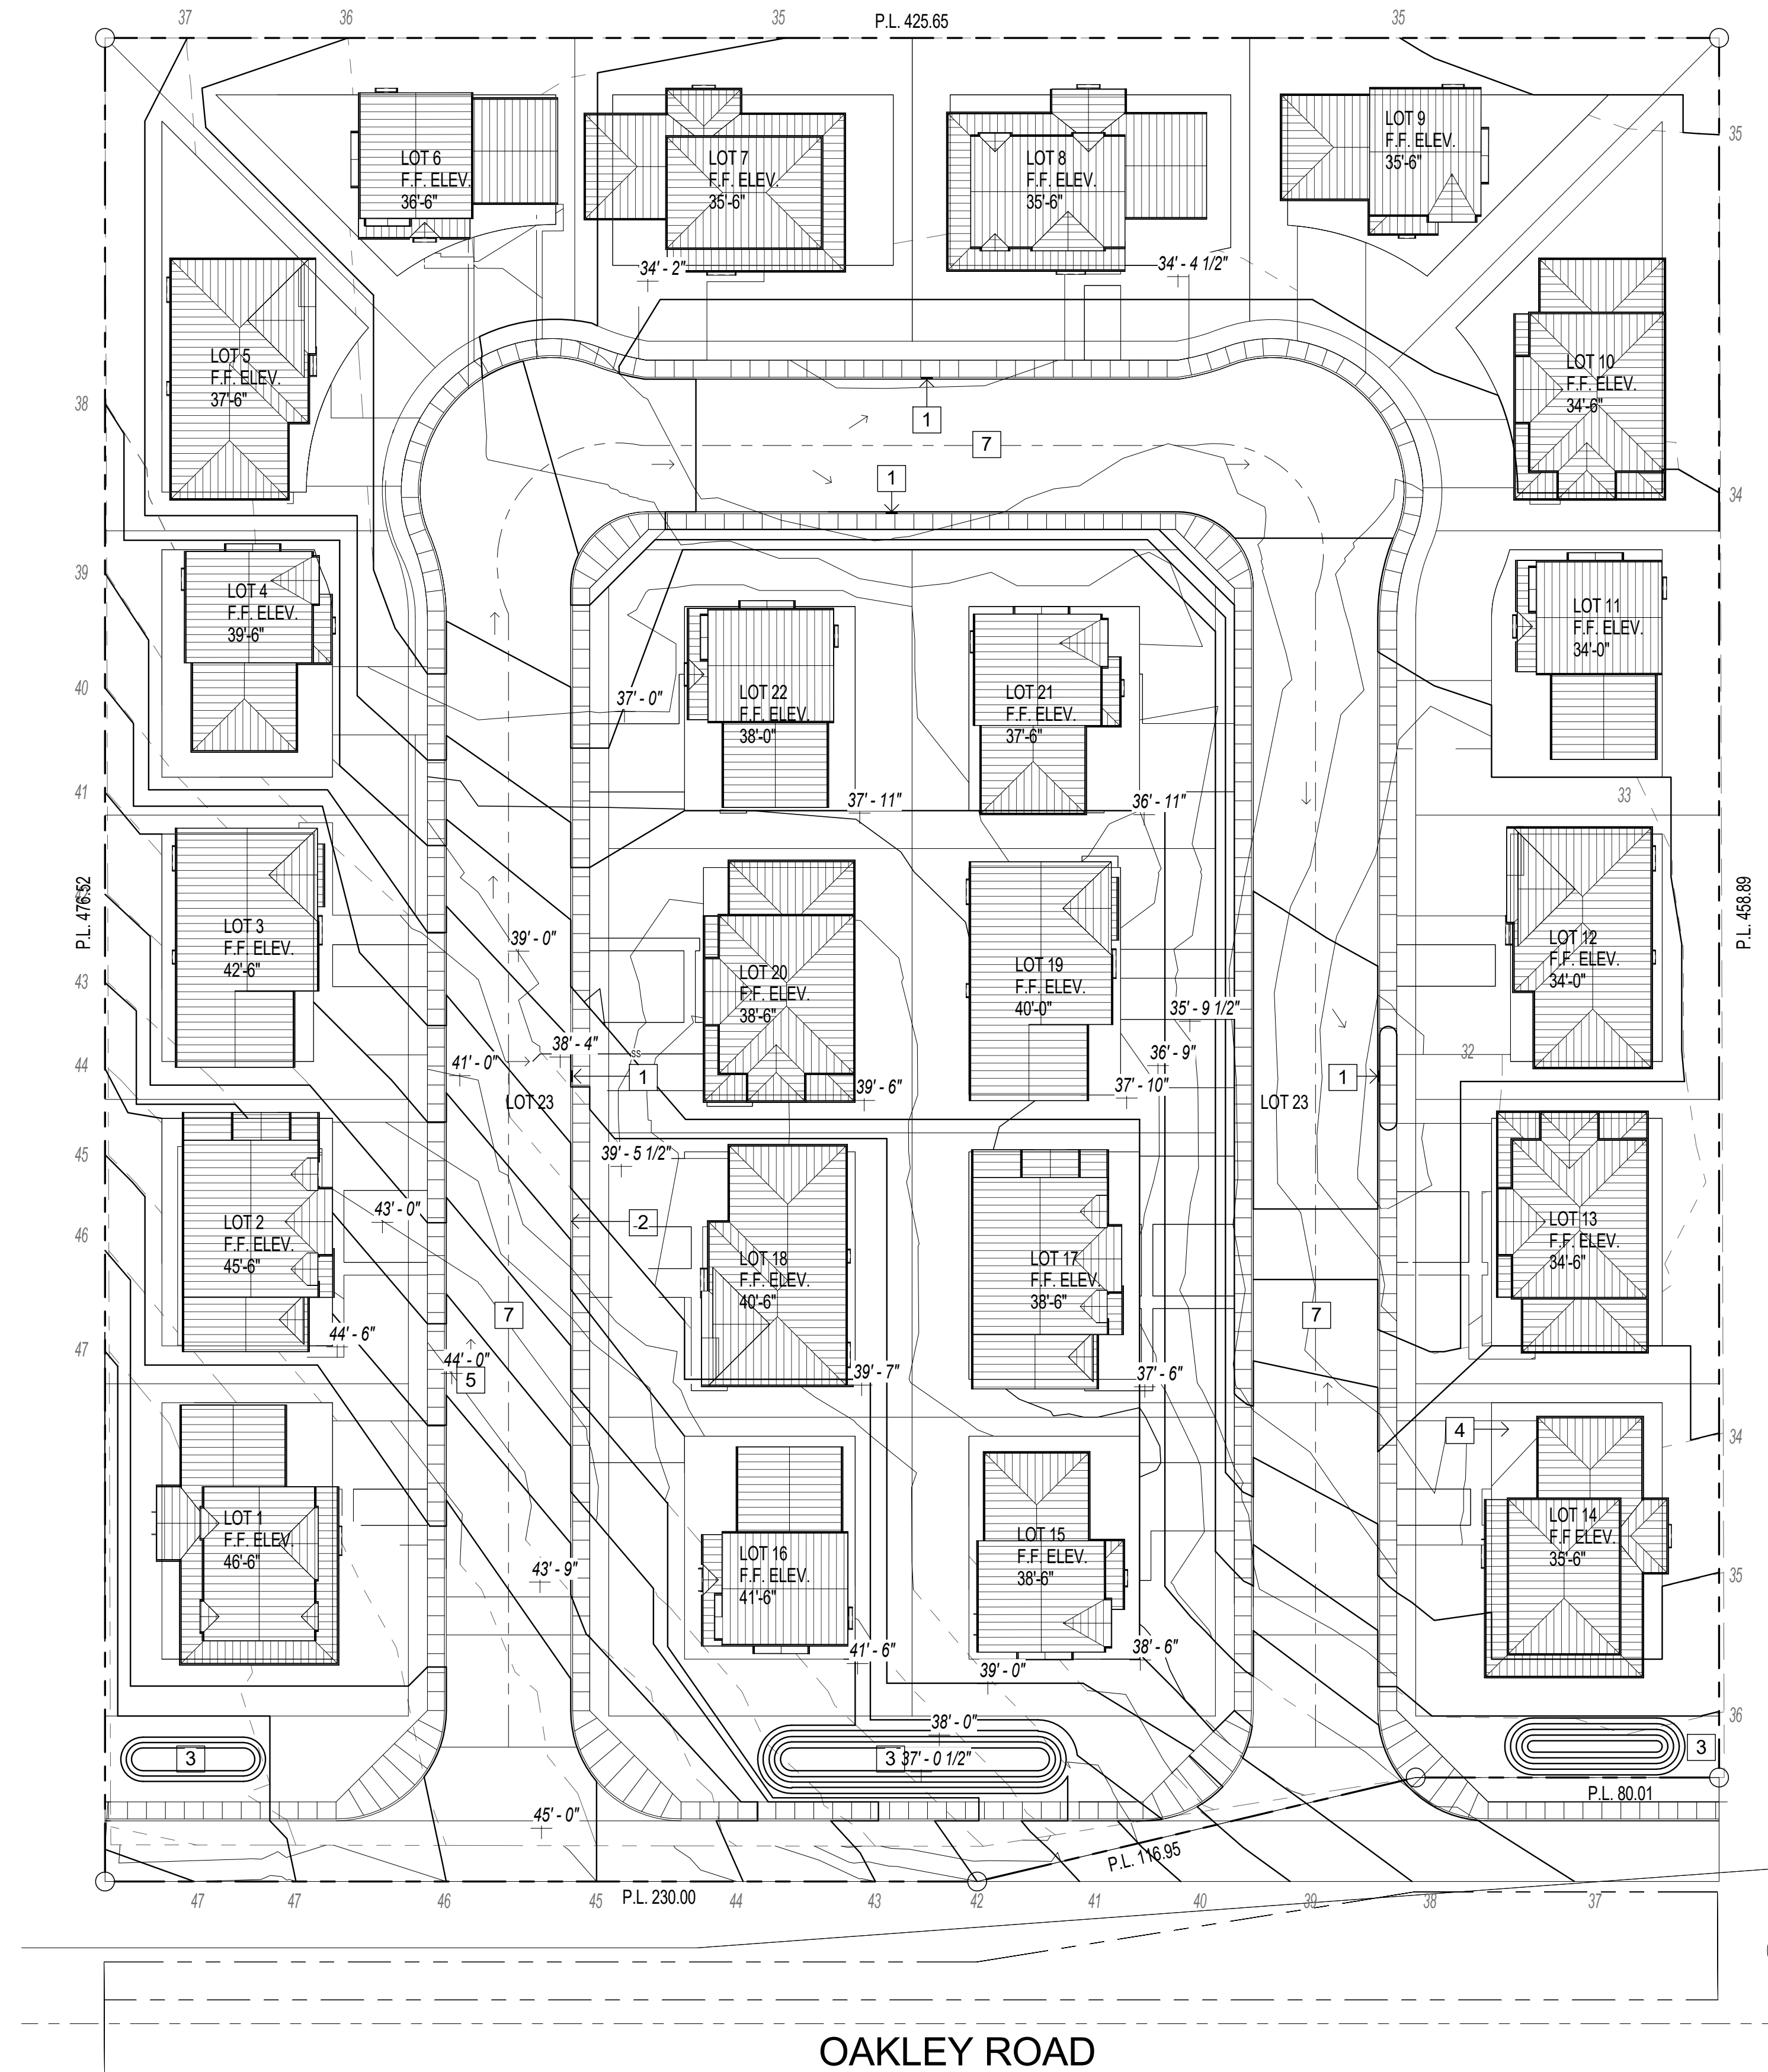 37
36
35
P.L. 425.65
35
LOT 6
F.F. ELEV.
36'-6"
LOT 7
F.F. ELEV.
35'-6"
LOT 8
F.F. ELEV.
35'-6"
LOT 9
F.F. ELEV.
35'-6"
35
34' - 2"
34' - 4 1/2"
LOT 5
F.F. ELEV.
37'-6"
LOT 10
F.F. ELEV.
34'-6"
38
1
7
1
34
39
LOT 4
F.F. ELEV.
39'-6"
LOT 11
F.F. ELEV.
34'-0"
40
37' - 0"
LOT 22
F.F. ELEV.
38'-0"
LOT 21
F.F. ELEV.
37'-6"
41
37' - 11"
36' - 11"
33
P.L. 476.52
LOT 3
F.F. ELEV.
42'-6"
39' - 0"
LOT 20
F.F. ELEV.
38'-6"
LOT 19
F.F. ELEV.
40'-0"
LOT 12
F.F. ELEV.
34'-0"
P.L. 458.89
43
35' - 9 1/2"
38' - 4"
SS
36' - 9"
32
44
41' - 0"
1
39' - 6"
37' - 10"
1
LOT 23
LOT 23
45
39' - 5 1/2"
43' - 0"
LOT 2
F.F. ELEV.
45'-6"
2
LOT 18
F.F. ELEV.
40'-6"
LOT 17
F.F. ELEV.
38'-6"
LOT 13
F.F. ELEV.
34'-6"
46
7
7
47
44' - 6"
44' - 0"
5
39' - 7"
37' - 6"
4
34
LOT 1
F.F. ELEV.
46'-6"
43' - 9"
LOT 16
F.F. ELEV.
41'-6"
LOT 15
F.F. ELEV.
38'-6"
LOT 14
F.F. ELEV.
35'-6"
35
41' - 6"
38' - 6"
39' - 0"
36
38' - 0"
3
3
37' - 0 1/2"
3
P.L. 80.01
45' - 0"
P.L. 116.95
47
47
46
45
P.L. 230.00
44
43
42
41
40
39
38
37
OAKLEY ROAD